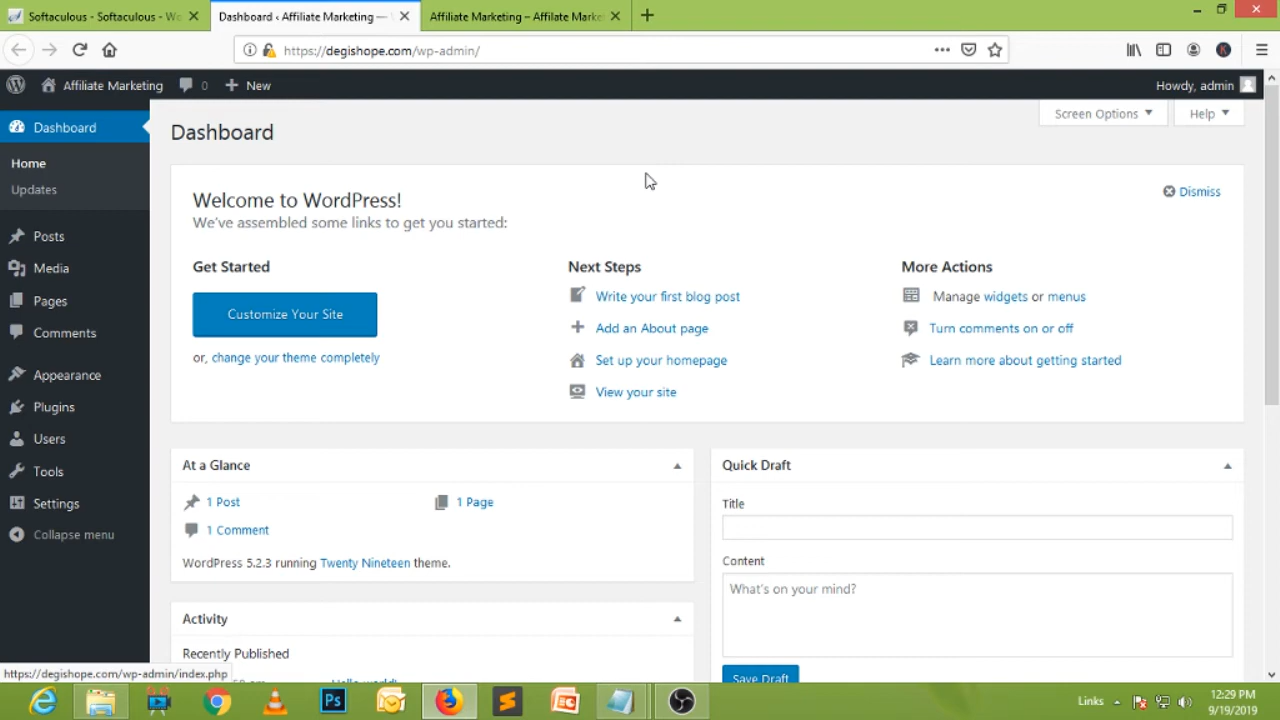 Softaculous - Softaculous - Wo
Dashboard ‹ Affiliate Marketing —
Affiliate Marketing – Affilate Marke
https://degishope.com/wp-admin/
Affiliate Marketing
0
New
Howdy, admin
Dashboard
Home
Updates
Posts
Media
Pages
Comments
Appearance
Plugins
Users
Tools
Settings
Collapse menu
Dashboard
Screen Options
Help
Welcome to WordPress!
We've assembled some links to get you started:
Dismiss
Get Started
Customize Your Site
or, change your theme completely
Next Steps
Write your first blog post
Add an About page
Set up your homepage
View your site
More Actions
Manage widgets or menus
Turn comments on or off
Learn more about getting started
At a Glance
1 Post
1 Page
1 Comment
WordPress 5.2.3 running Twenty Nineteen theme.
Activity
Recently Published
Hello world!
Quick Draft
Title
Content
What's on your mind?
Save Draft
https://degishope.com/wp-admin/index.php
Ps
Links
12:29 PM
9/19/2019